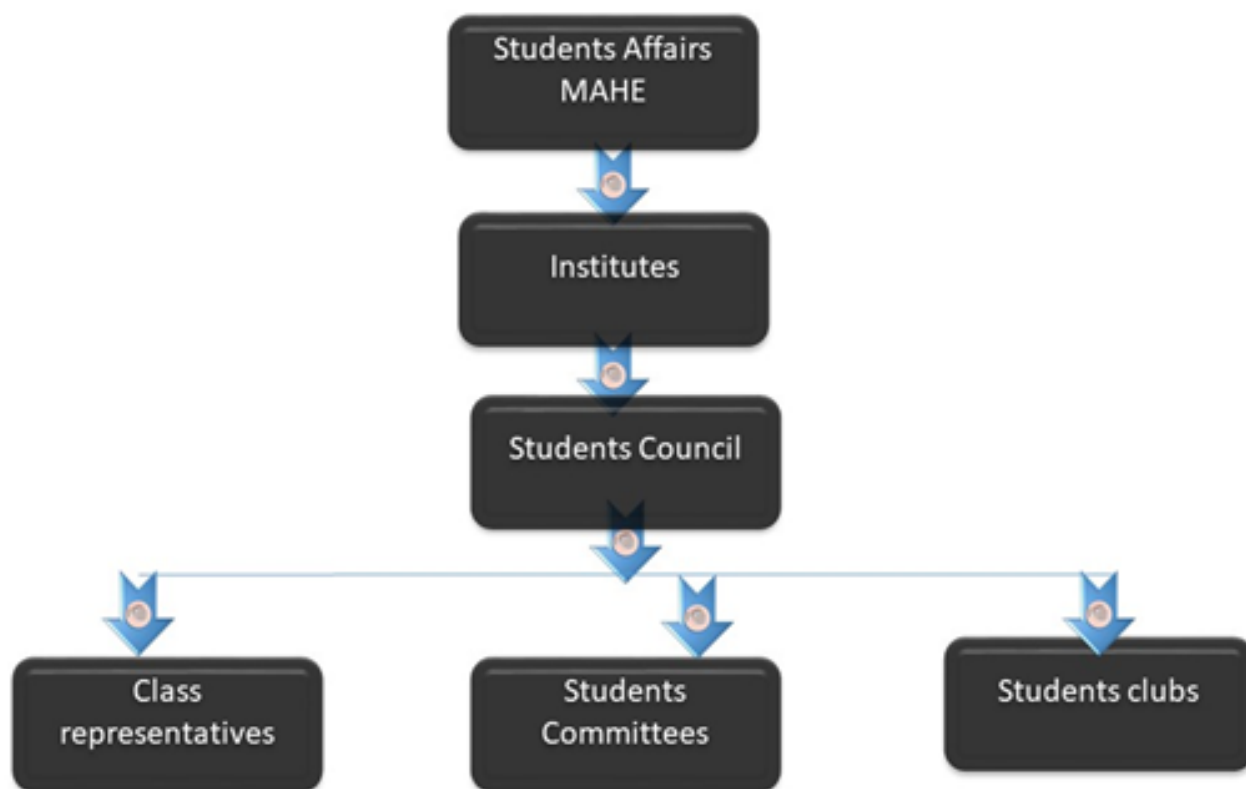 Students Affairs
MAHE
Institutes
Students Council
Class
representatives
Students
Committees
Students clubs